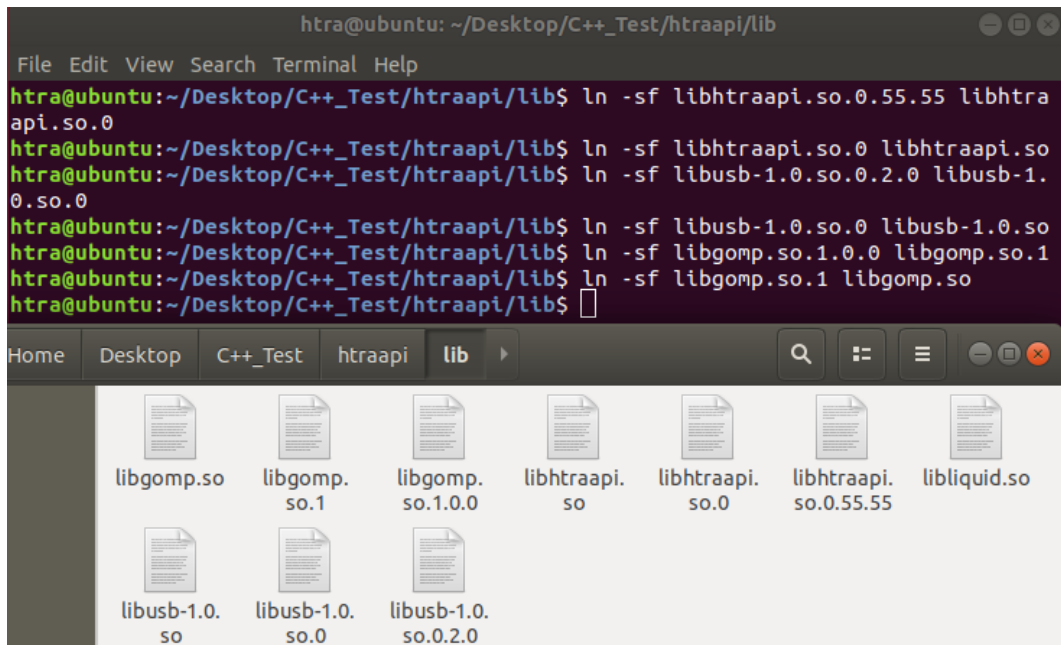 htra@ubuntu: ~/Desktop/C++_Test/htraapi/lib
File Edit View Search Terminal Help
htra@ubuntu:~/Desktop/C++_Test/htraapi/lib$ ln -sf libhtraapi.so.0.55.55 libhtra
api.so.0
htra@ubuntu:~/Desktop/C++_Test/htraapi/lib$ ln -sf libhtraapi.so.0 libhtraapi.so
htra@ubuntu:~/Desktop/C++_Test/htraapi/lib$ ln -sf libusb-1.0.so.0.2.0 libusb-1.
0.so.0
htra@ubuntu:~/Desktop/C++_Test/htraapi/lib$ ln -sf libusb-1.0.so.0 libusb-1.0.so
htra@ubuntu:~/Desktop/C++_Test/htraapi/lib$ ln -sf libgomp.so.1.0.0 libgomp.so.1
htra@ubuntu:~/Desktop/C++_Test/htraapi/lib$ ln -sf libgomp.so.1 libgomp.so
htra@ubuntu:~/Desktop/C++_Test/htraapi/lib$
Home Desktop C++_Test htraapi lib
libgomp.so libgomp. libgomp. libhtraapi. libhtraapi. libhtraapi. libliquid.so
so.1 so.1.0.0 so so.0 so.0.55.55
libusb-1.0. libusb-1.0. libusb-1.0.
so so.0 so.0.2.0